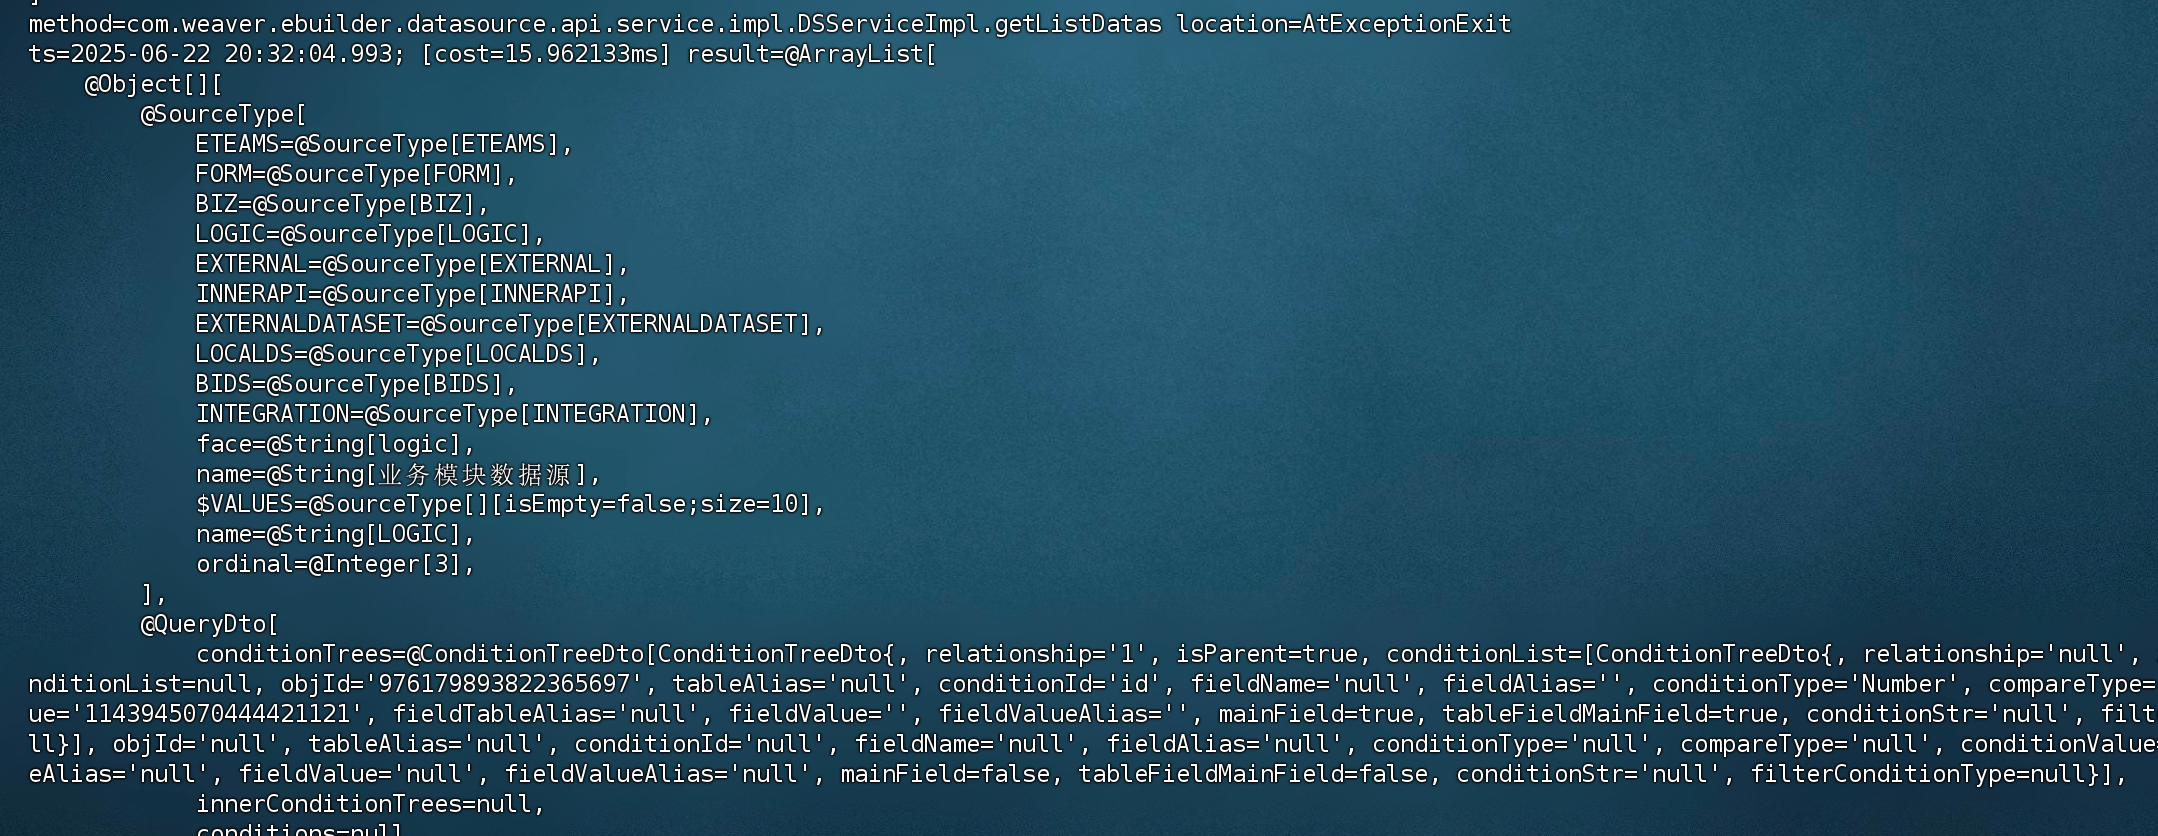 ]
method=com.weaver.ebuilder.datasource.api.service.impl.DSServiceImpl.getListDatas location=AtExceptionExit
ts=2025-06-22 20:32:04.993; [cost=15.962133ms] result=@ArrayList[
@Object[][
@SourceType[
ETEAMS=@SourceType[ETEAMS],
FORM=@SourceType[FORM],
BIZ=@SourceType[BIZ],
LOGIC=@SourceType[LOGIC],
EXTERNAL=@SourceType[EXTERNAL],
INNERAPI=@SourceType[INNERAPI],
EXTERNALDATASET=@SourceType[EXTERNALDATASET],
LOCALDS=@SourceType[LOCALDS],
BIDS=@SourceType[BIDS],
INTEGRATION=@SourceType[INTEGRATION],
face=@String[logic],
name=@String[业务模块数据源],
$VALUES=@SourceType[][isEmpty=false;size=10],
name=@String[LOGIC],
ordinal=@Integer[3],
],
@QueryDto[
conditionTrees=@ConditionTreeDto[ConditionTreeDto{, relationship='1', isParent=true, conditionList=[ConditionTreeDto{, relationship='null',
nditionList=null, objId='976179893822365697', tableAlias='null', conditionId='id', fieldName='null', fieldAlias='', conditionType='Number', compareType=
ue='1143945070444421121', fieldTableAlias='null', fieldValue='', fieldValueAlias='', mainField=true, tableFieldMainField=true, conditionStr='null', filt
ll}], objId='null', tableAlias='null', conditionId='null', fieldName='null', fieldAlias='null', conditionType='null', compareType='null', conditionValue=
eAlias='null', fieldValue='null', fieldValueAlias='null', mainField=false, tableFieldMainField=false, conditionStr='null', filterConditionType=null}],
innerConditionTrees=null,
conditions=null